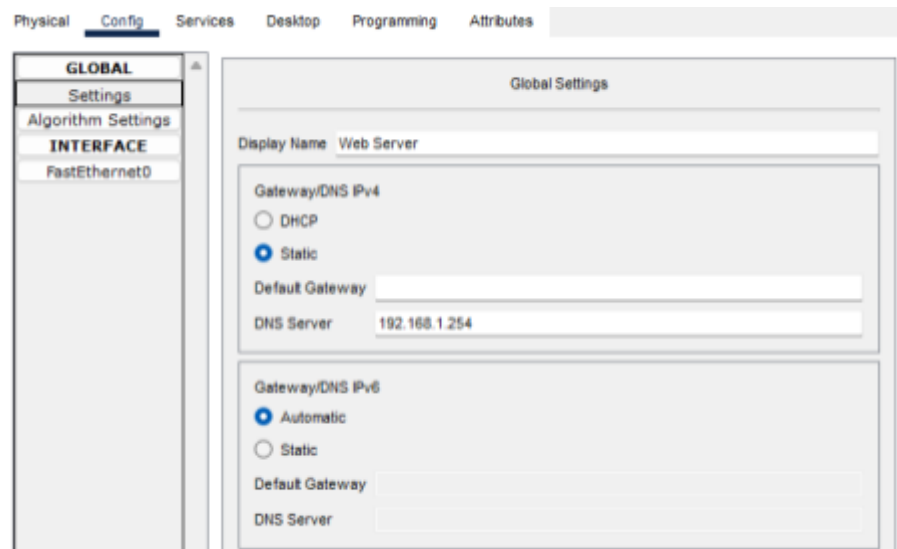 Physical Config Services Desktop Programming Attributes
GLOBAL
Settings
Algorithm Settings
INTERFACE
FastEthernet0
Global Settings
Display Name Web Server
Gateway/DNS IPv4
DHCP
Static
Default Gateway
DNS Server 192.168.1.254
Gateway/DNS IPv6
Automatic
Static
Default Gateway
DNS Server